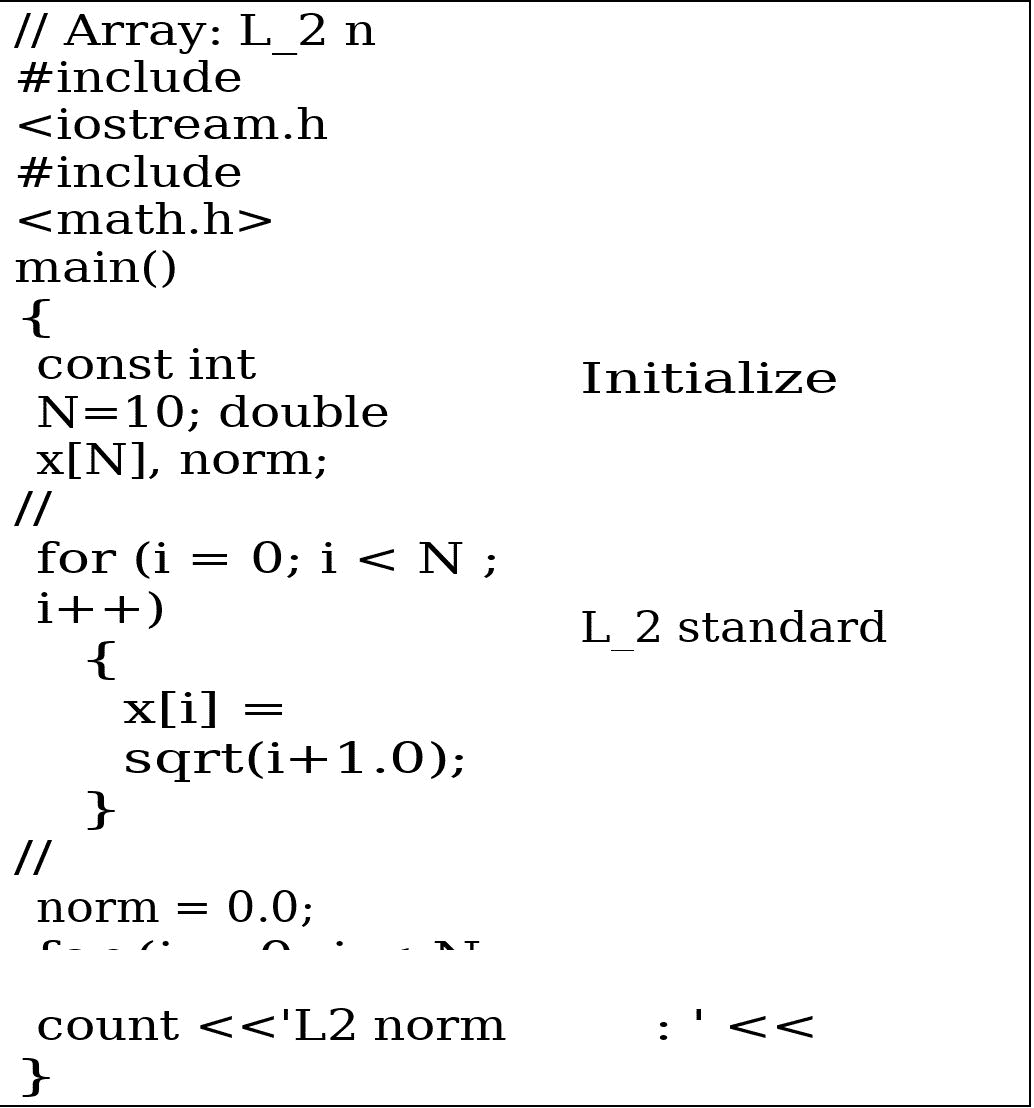 // Array: L_2 n
#include
<iostream.h
#include
<math.h>
main()
{
const int
Initialize
N=10; double
x[N], norm;
//
for (i = 0; i < N ;
i++)
L_2 standard
{
x[i] =
sqrt(i+1.0);
}
//
norm = 0.0;
count <<'L2 norm : ' <<
}